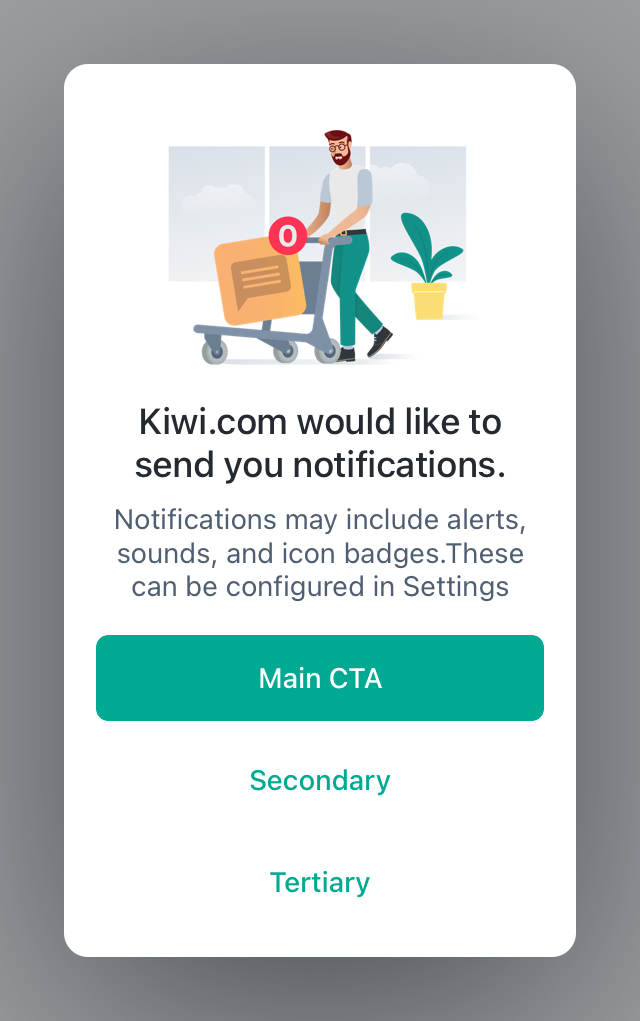 0
Kiwi.com would like to
send you notifications.
Notifications may include alerts,
sounds, and icon badges.These
can be configured in Settings
Main CTA
Secondary
Tertiary